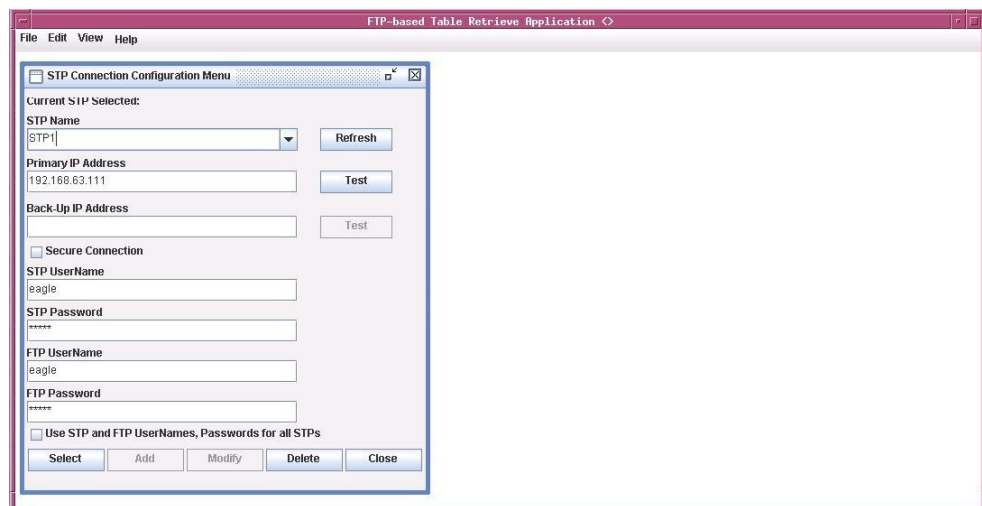 FTP-based Table Retrieve Application <>
File Edit View Help
STP Connection Configuration Menu
Current STP Selected:
STP Name
STP1
Refresh
Primary IP Address
192.168.63.111
Test
Back-Up IP Address
Test
Secure Connection
STP UserName
eagle
STP Password
*****
FTP UserName
eagle
FTP Password
*****
Use STP and FTP UserNames, Passwords for all STPs
Select Add Modify Delete Close